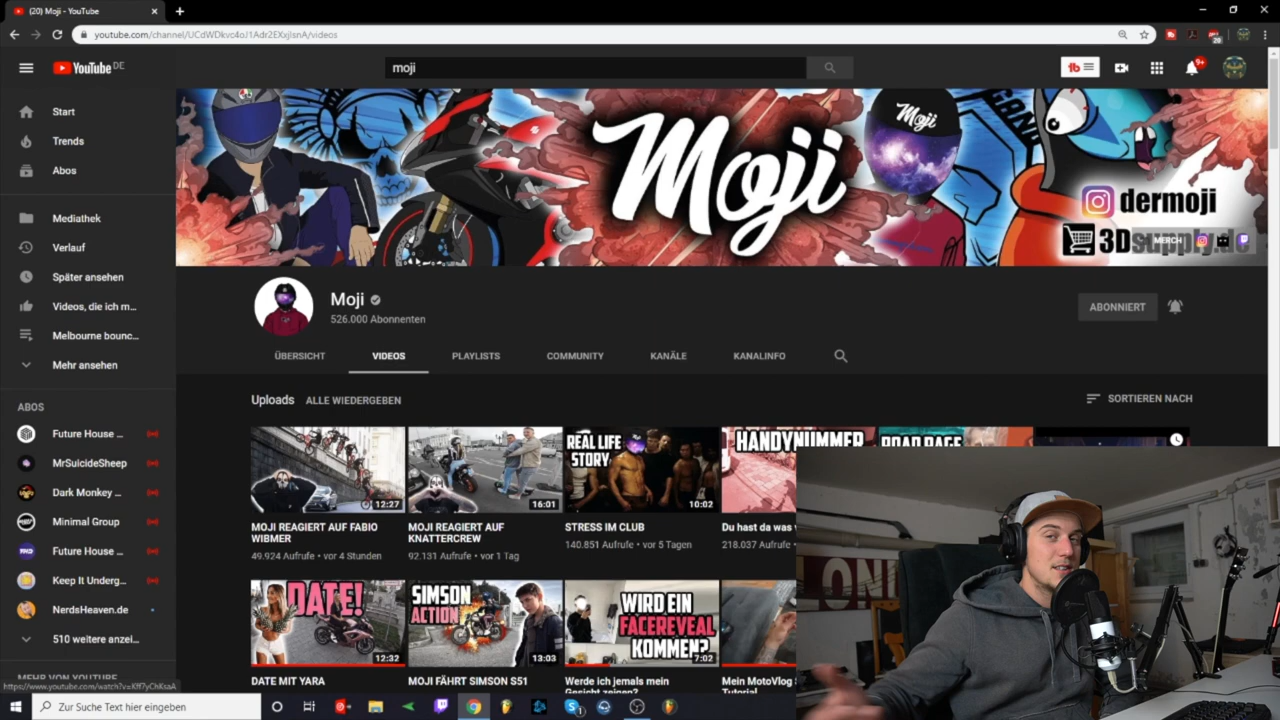 (20) Moji - YouTube
youtube.com/channel/UCdWDkvc4oJ1Adr2EXxjIsnA/videos
YouTube DE
moji
9+
Start
Trends
Abos
Mediathek
Verlauf
Später ansehen
Videos, die ich m...
Melbourne bounc...
Mehr ansehen
ABOS
Future House ...
MrSuicideSheep
Dark Monkey ...
Minimal Group
Future House ...
Keep It Underg...
NerdsHeaven.de
510 weitere anzei...
MEHR VON YOUTUBE
Moji
Moji
dermoji
3Dsupply.de
MERCH
Moji
526.000 Abonnenten
ABONNIERT
ÜBERSICHT
VIDEOS
PLAYLISTS
COMMUNITY
KANÄLE
KANALINFO
Uploads
ALLE WIEDERGEBEN
SORTIEREN NACH
12:27
MOJI REAGIERT AUF FABIO
WIBMER
49.924 Aufrufe • vor 4 Stunden
16:01
MOJI REAGIERT AUF
KNATTERCREW
92.131 Aufrufe • vor 1 Tag
REAL LIFE
STORY
10:02
STRESS IM CLUB
140.851 Aufrufe • vor 5 Tagen
HANDYNUMMER
Du hast da was
218.037 Aufrufe
ROAD RAGE
DATE!
12:32
DATE MIT YARA
SIMSON
ACTION
13:03
MOJI FÄHRT SIMSON S51
WIRD EIN
FACEREVEAL
KOMMEN?
7:02
Werde ich jemals mein
Gesicht zeigen?
Mein MotoVlog S
Tutorial
Zur Suche Text hier eingeben